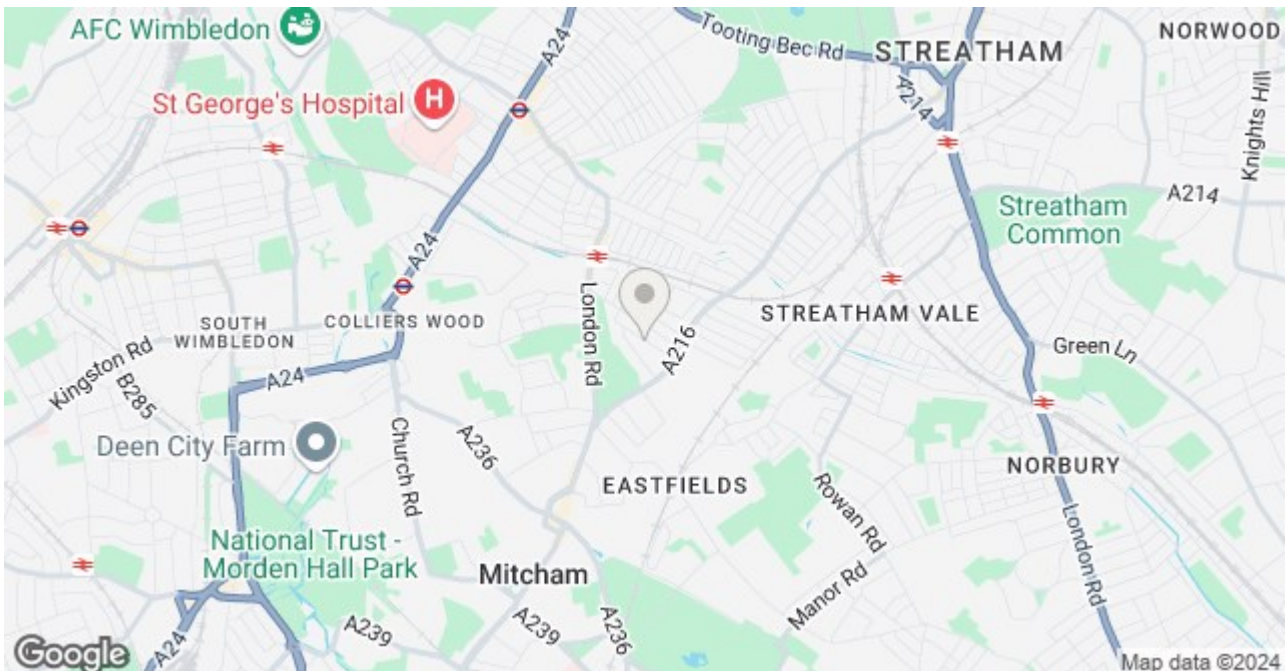 AFC Wimbledon
A24
Tooting Bec Rd
STREATHAM
NORWOOD
St George's Hospital
H
A214
Knights Hill
A214
Streatham
Common
A24
London Rd
STREATHAM VALE
SOUTH
WIMBLEDON
COLLIERS WOOD
A216
Green Ln
Kingston Rd
A24
B285
Church Rd
Deen City Farm
A236
EASTFIELDS
NORBURY
Rowan Rd
London Rd
National Trust -
Morden Hall Park
Mitcham
Manor Rd
A24
A239
A239
A236
Google
Map data ©2024